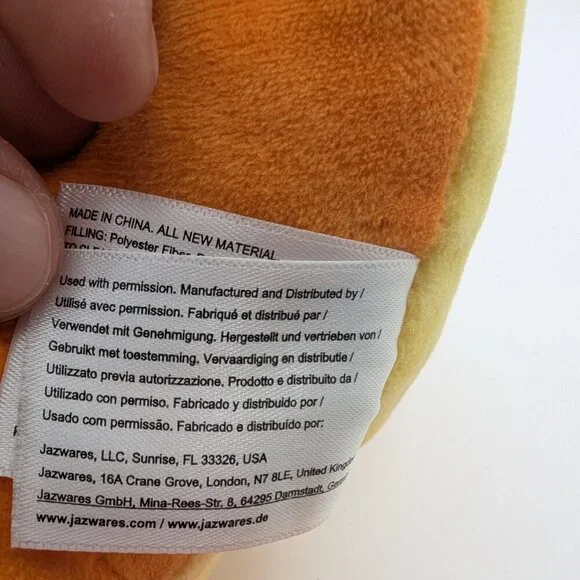 MADE IN CHINA. ALL NEW MATERIAL
FILLING: Polyester Fiber,
TO CLEA
Used with permission. Manufactured and Distributed by /
Utilisé avec permission. Fabriqué et distribué par /
Verwendet mit Genehmigung. Hergestellt und vertrieben von /
Gebruikt met toestemming. Vervaardiging en distributie /
Utilizzato previa autorizzazione. Prodotto e distribuito da /
Utilizado con permiso. Fabricado y distribuido por /
Usado com permissão. Fabricado e distribuído por:
Jazwares, LLC, Sunrise, FL 33326, USA
Jazwares, 16A Crane Grove, London, N7 8LE, United Kingdo
Jazwares GmbH, Mina-Rees-Str. 8, 64295 Darmstadt, Ger
www.jazwares.com / www.jazwares.de